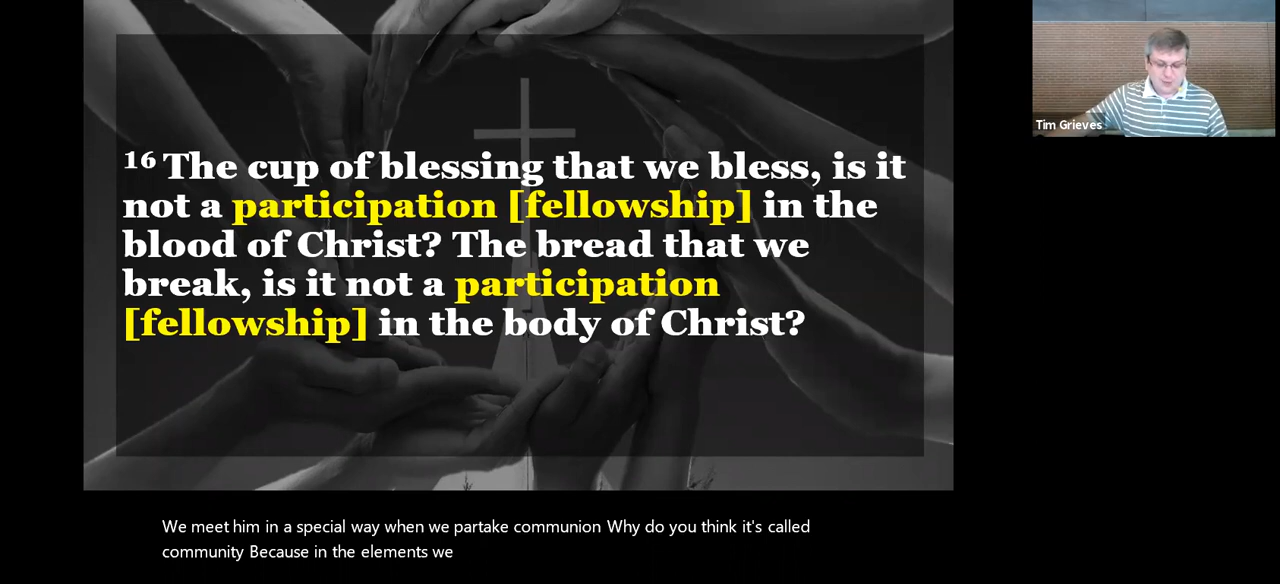 16 The cup of blessing that we bless, is it
not a participation [fellowship] in the
blood of Christ? The bread that we
break, is it not a participation
[fellowship] in the body of Christ?
Tim Grieves
We meet him in a special way when we partake communion Why do you think it's called
community Because in the elements we